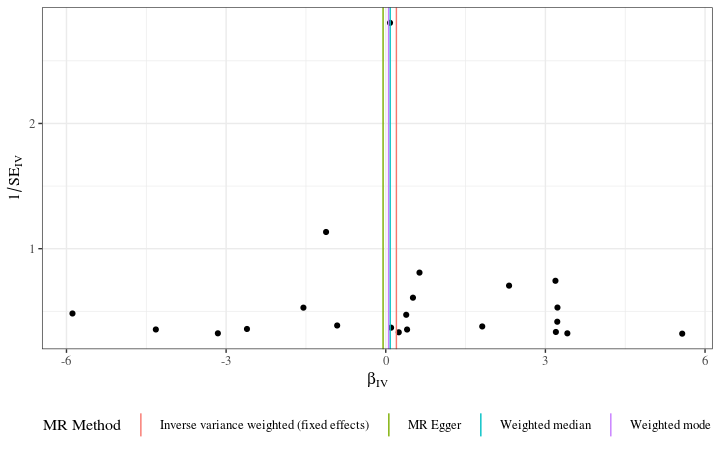 1/SE_IV
2
1
-6
-3
0
3
6
β_IV
MR Method
Inverse variance weighted (fixed effects)
MR Egger
Weighted median
Weighted mode